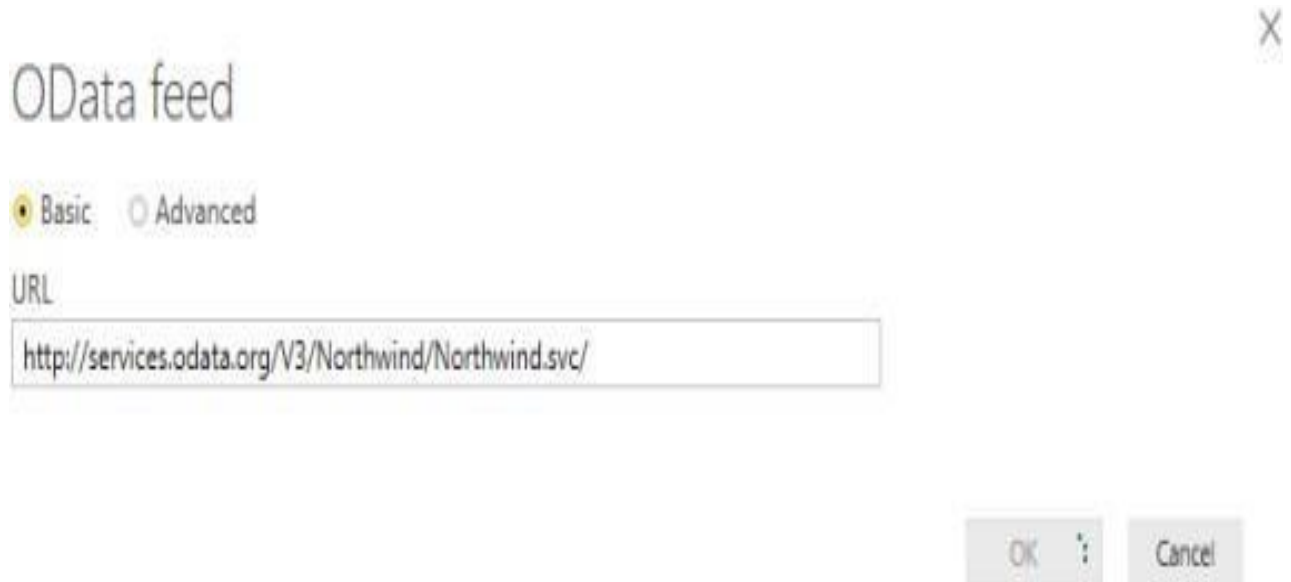 OData feed
Basic Advanced
URL
http://services.odata.org/V3/Northwind/Northwind.svc/
OK Cancel